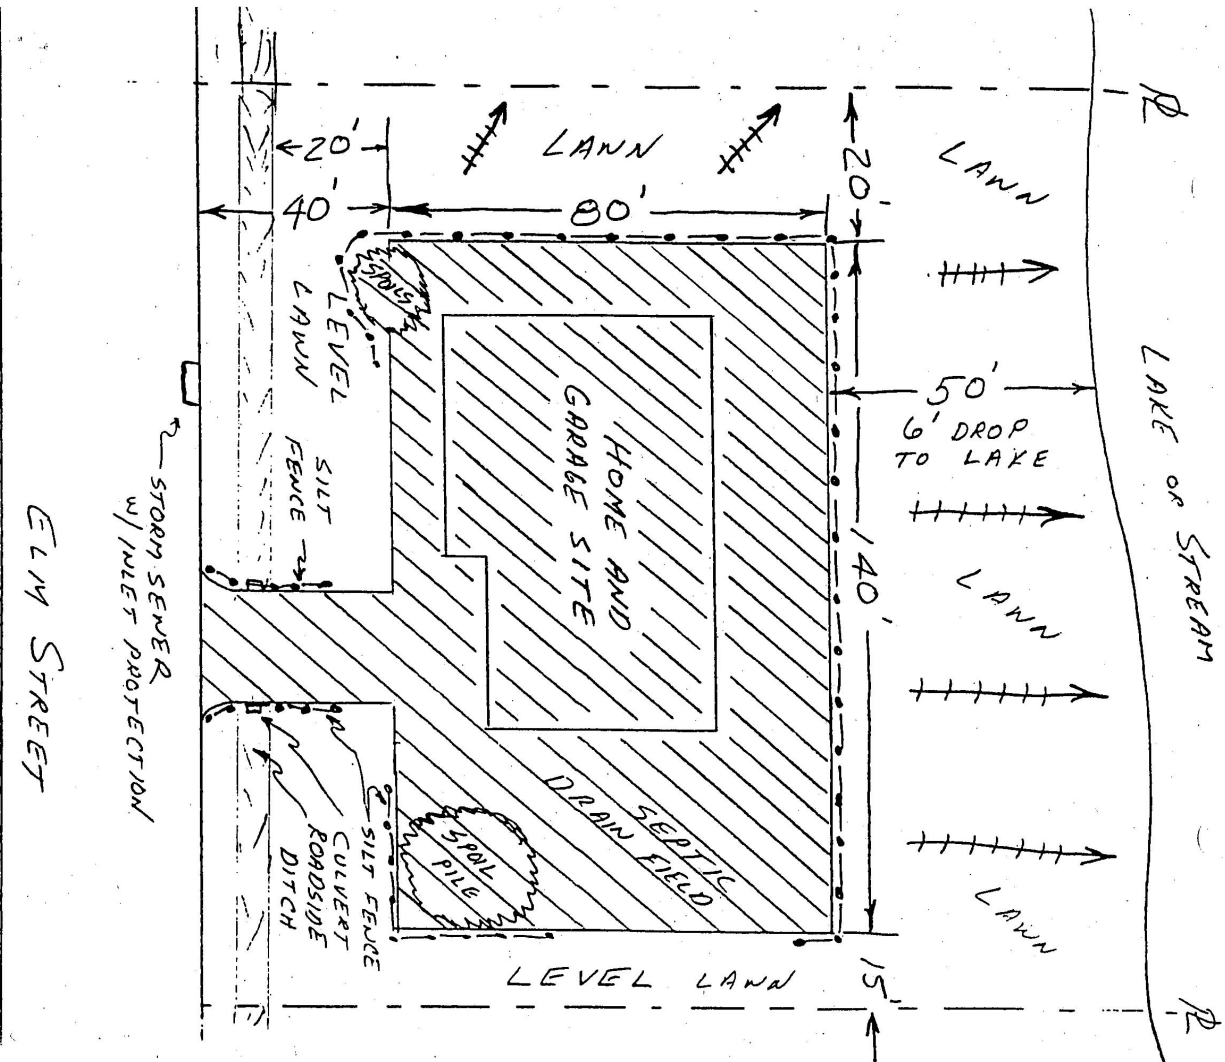 PL
LAWN
20'
20'
LAWN
40'
80'
SPOILS
LEVEL
LAWN
LAKE OR STREAM
50'
6' DROP
TO LAKE
HOME AND
GARAGE SITE
SILT
FENCE
140'
STORM SEWER
W/ INLET PROTECTION
ELM STREET
LAWN
SEPTIC
DRAIN FIELD
SPOIL
PILE
SILT FENCE
CULVERT
ROADSIDE
DITCH
LAWN
LEVEL LAWN
15'
PL